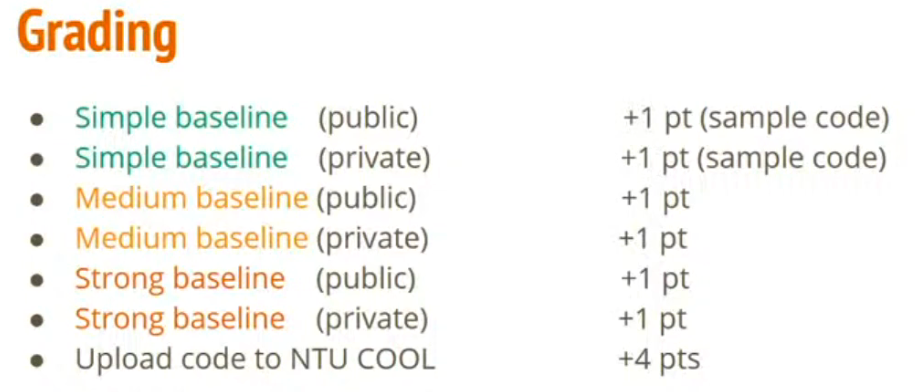 Grading
● Simple baseline (public) +1 pt (sample code)
● Simple baseline (private) +1 pt (sample code)
● Medium baseline (public) +1 pt
● Medium baseline (private) +1 pt
● Strong baseline (public) +1 pt
● Strong baseline (private) +1 pt
● Upload code to NTU COOL +4 pts